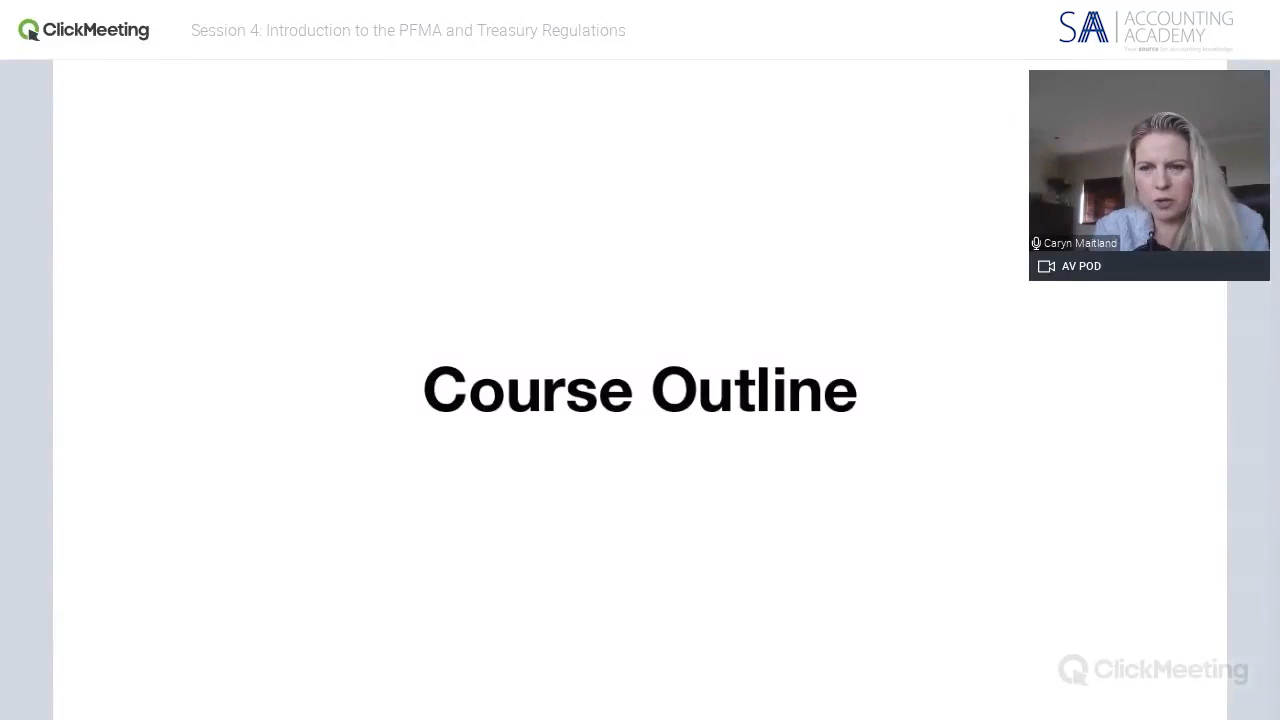 ClickMeeting
Session 4: Introduction to the PFMA and Treasury Regulations
SAA ACCOUNTING
ACADEMY
Your source for accounting knowledge
Caryn Maitland
AV POD
Course Outline
ClickMeeting